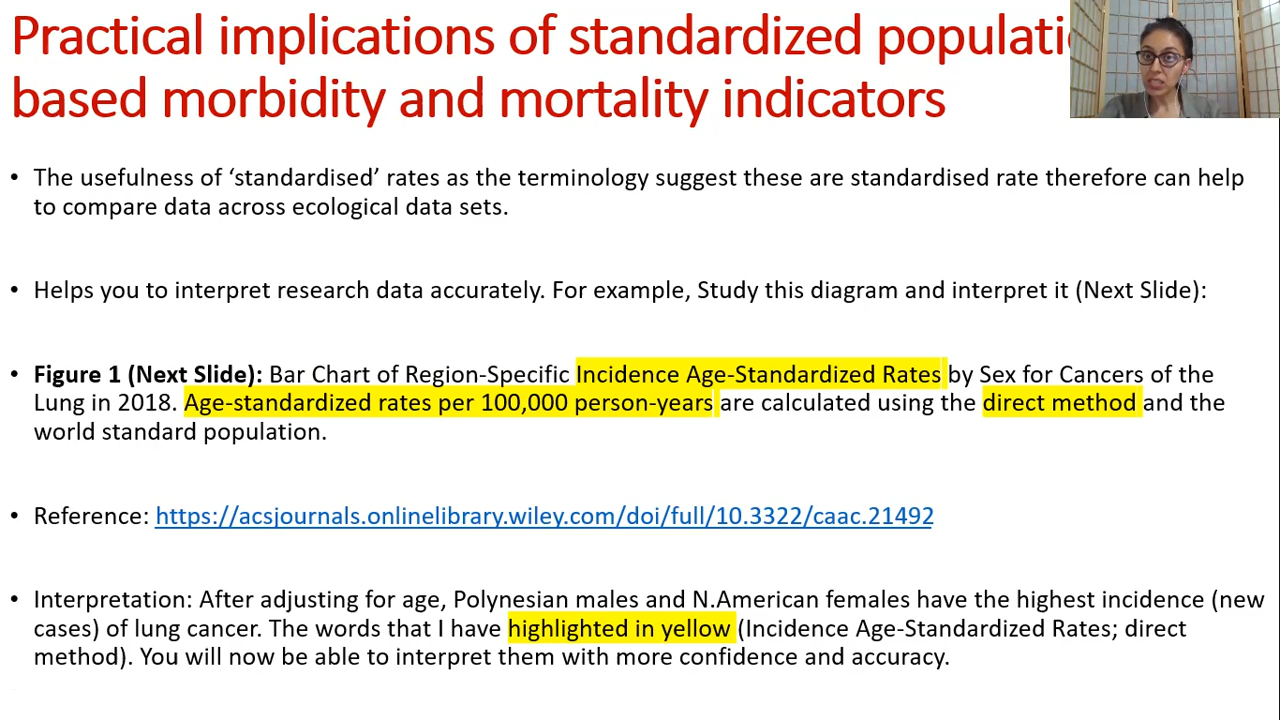 Practical implications of standardized populati
based morbidity and mortality indicators
• The usefulness of ‘standardised’ rates as the terminology suggest these are standardised rate therefore can help
to compare data across ecological data sets.
• Helps you to interpret research data accurately. For example, Study this diagram and interpret it (Next Slide):
• Figure 1 (Next Slide): Bar Chart of Region-Specific Incidence Age-Standardized Rates by Sex for Cancers of the
Lung in 2018. Age-standardized rates per 100,000 person-years are calculated using the direct method and the
world standard population.
• Reference: https://acsjournals.onlinelibrary.wiley.com/doi/full/10.3322/caac.21492
• Interpretation: After adjusting for age, Polynesian males and N.American females have the highest incidence (new
cases) of lung cancer. The words that I have highlighted in yellow (Incidence Age-Standardized Rates; direct
method). You will now be able to interpret them with more confidence and accuracy.